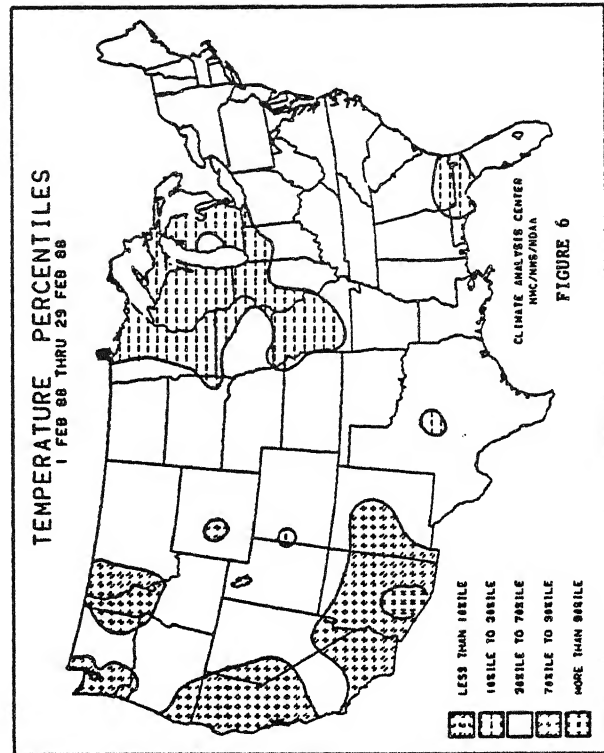 TEMPERATURE PERCENTILES
1 FEB 88 THRU 29 FEB 88
LESS THAN 10%ILE
10%ILE TO 30%ILE
30%ILE TO 70%ILE
70%ILE TO 90%ILE
MORE THAN 90%ILE
CLIMATE ANALYSIS CENTER
NMC/NWS/NOAA
FIGURE 6